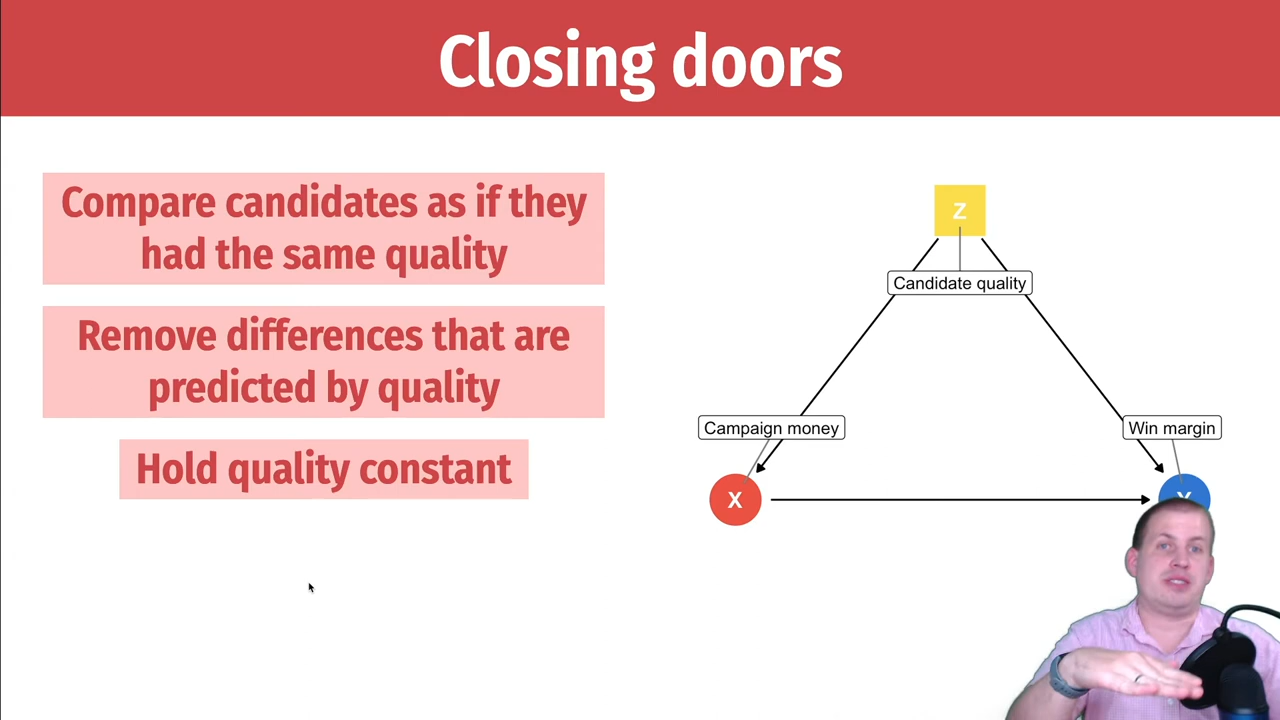 Closing doors
Compare candidates as if they
had the same quality
Remove differences that are
predicted by quality
Hold quality constant
Z
Candidate quality
Campaign money
Win margin
X
Y